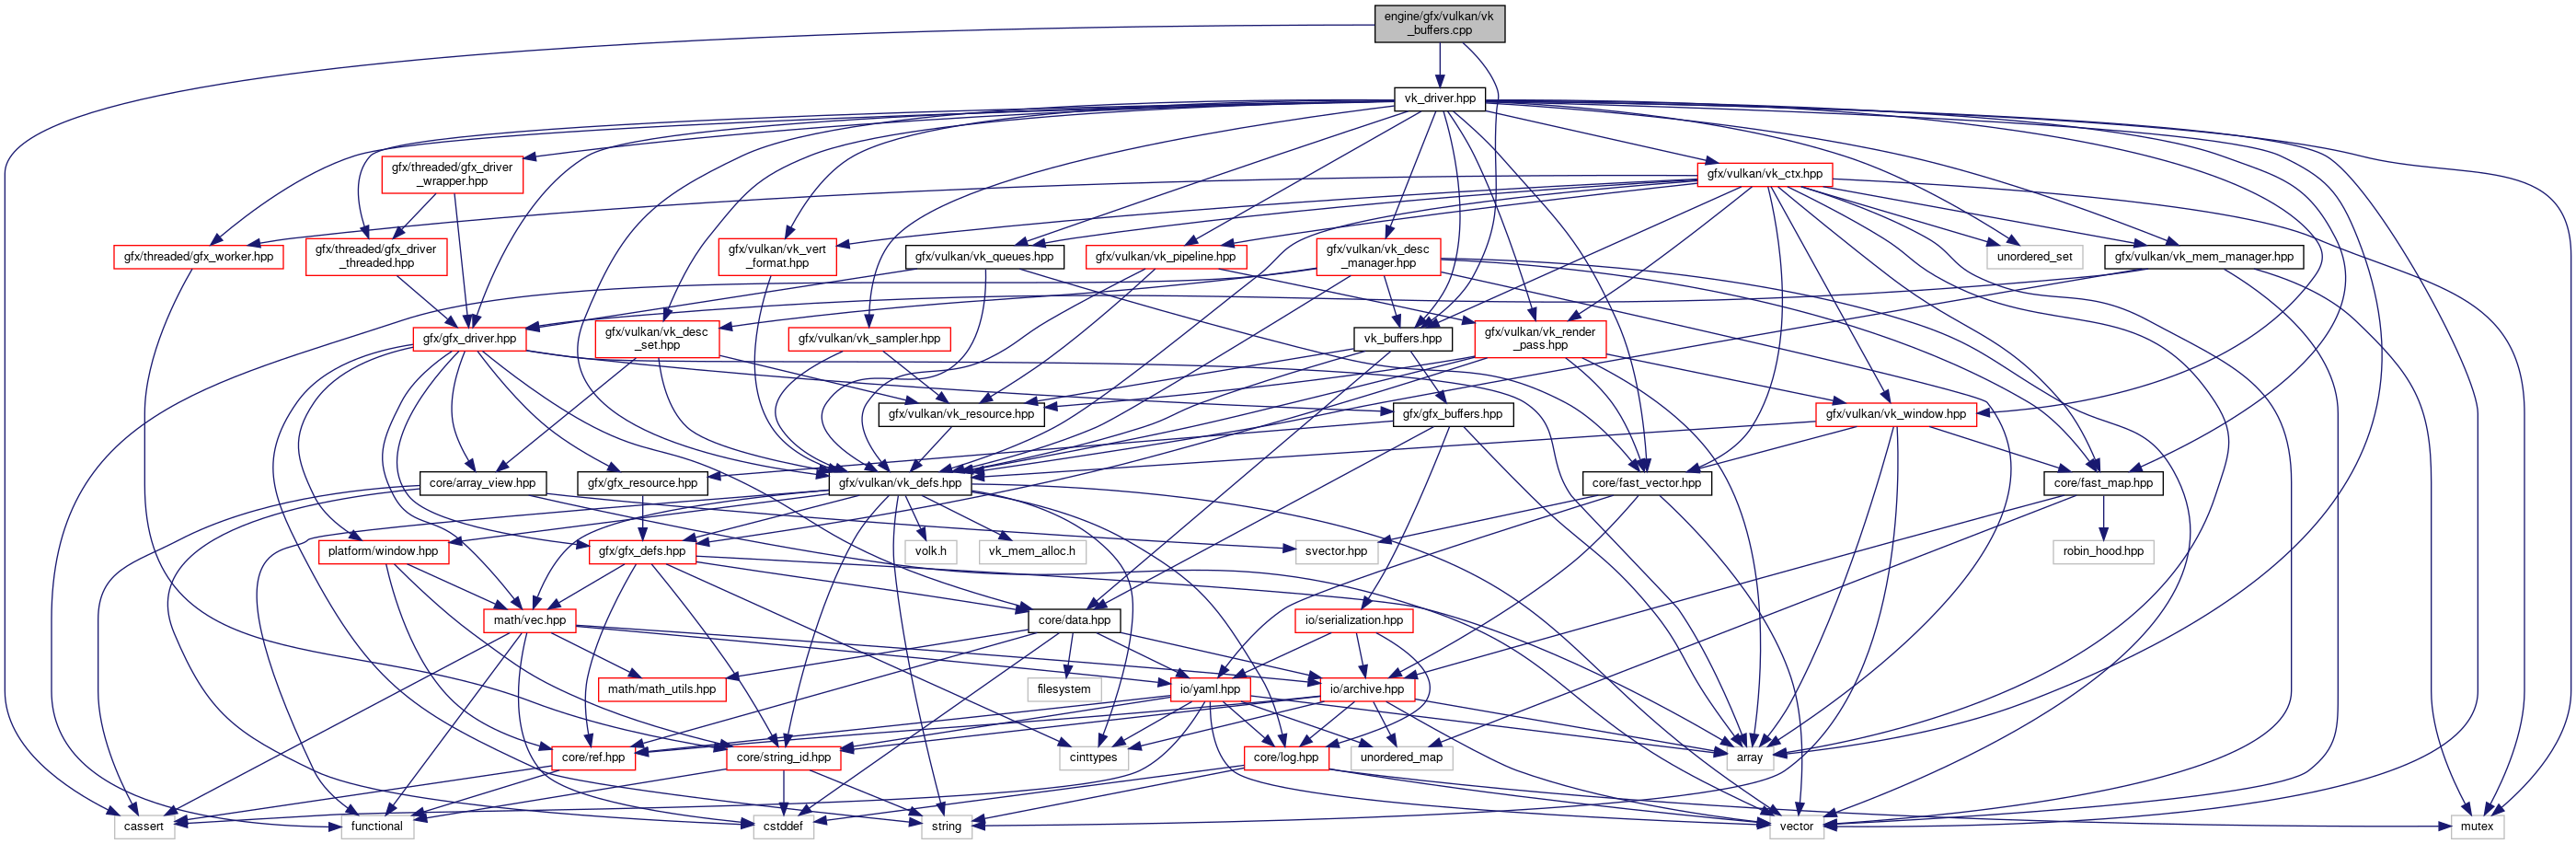 engine/gfx/vulkan/vk
_buffers.cpp
vk_driver.hpp
gfx/threaded/gfx_driver
_wrapper.hpp
gfx/vulkan/vk_ctx.hpp
gfx/threaded/gfx_worker.hpp
gfx/threaded/gfx_driver
_threaded.hpp
gfx/vulkan/vk_vert
_format.hpp
gfx/vulkan/vk_queues.hpp
gfx/vulkan/vk_pipeline.hpp
gfx/vulkan/vk_desc
_manager.hpp
unordered_set
gfx/vulkan/vk_mem_manager.hpp
gfx/gfx_driver.hpp
gfx/vulkan/vk_desc
_set.hpp
gfx/vulkan/vk_sampler.hpp
vk_buffers.hpp
gfx/vulkan/vk_render
_pass.hpp
gfx/vulkan/vk_resource.hpp
gfx/gfx_buffers.hpp
gfx/vulkan/vk_window.hpp
core/array_view.hpp
gfx/gfx_resource.hpp
gfx/vulkan/vk_defs.hpp
core/fast_vector.hpp
core/fast_map.hpp
platform/window.hpp
gfx/gfx_defs.hpp
volk.h
vk_mem_alloc.h
svector.hpp
robin_hood.hpp
math/vec.hpp
core/data.hpp
io/serialization.hpp
math/math_utils.hpp
filesystem
io/yaml.hpp
io/archive.hpp
core/ref.hpp
core/string_id.hpp
cinttypes
core/log.hpp
unordered_map
array
cassert
functional
cstddef
string
vector
mutex